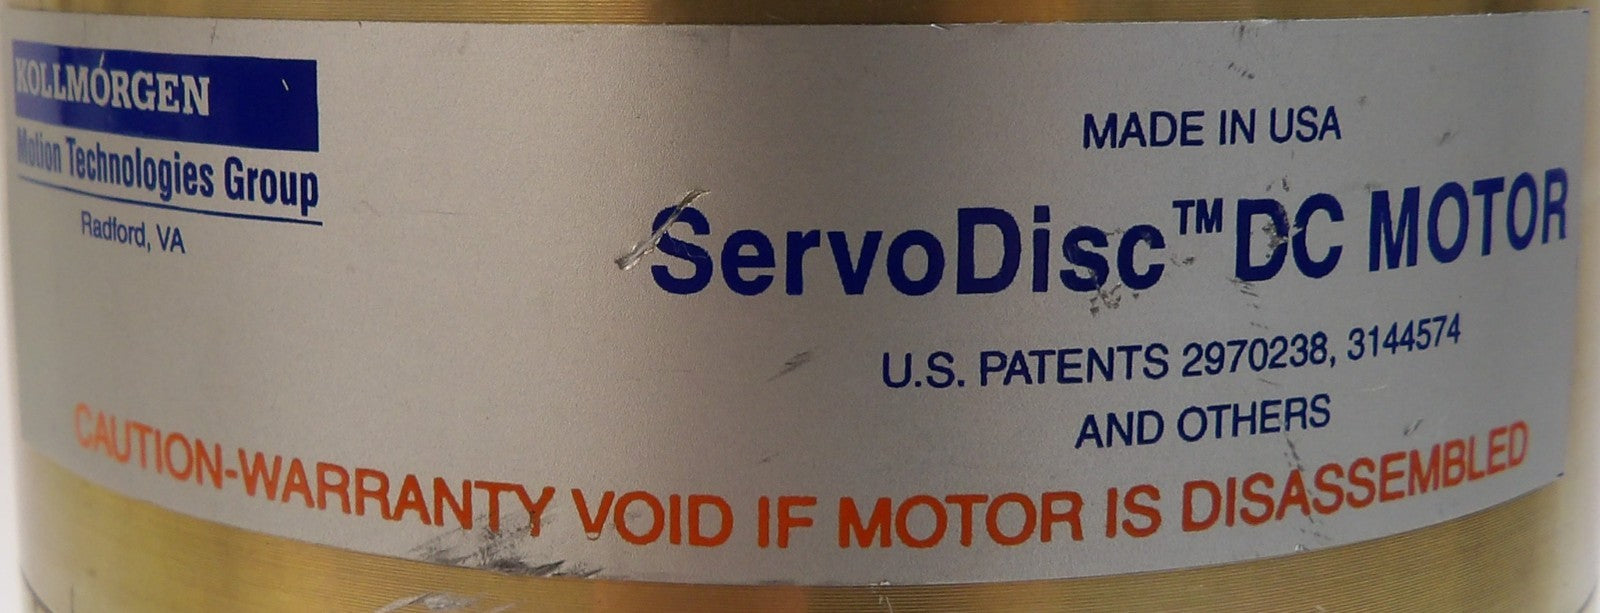 KOLLMORGEN
Motion Technologies Group
Radford, VA
MADE IN USA
ServoDisc™ DC MOTOR
U.S. PATENTS 2970238, 3144574
AND OTHERS
CAUTION-WARRANTY VOID IF MOTOR IS DISASSEMBLED